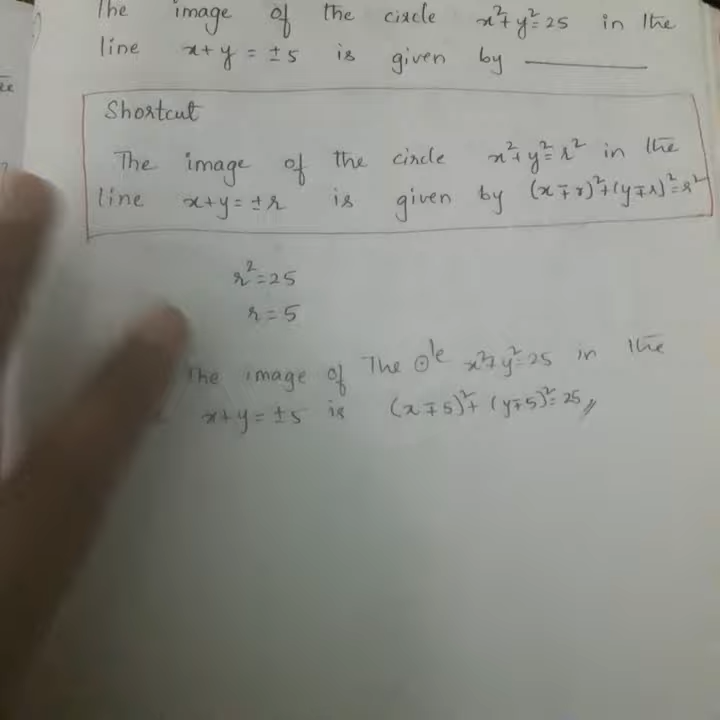 The image of the circle x²+y²=25 in the
line x+y = ±5 is given by ________
Shortcut
The image of the circle x²+y²=r² in the
line x+y = ±r is given by (x∓r)²+(y∓r)²=r²
r²=25
r = 5
The image of The ⊙le x²+y²=25 in the
x+y = ±5 is (x∓5)²+(y∓5)²=25//